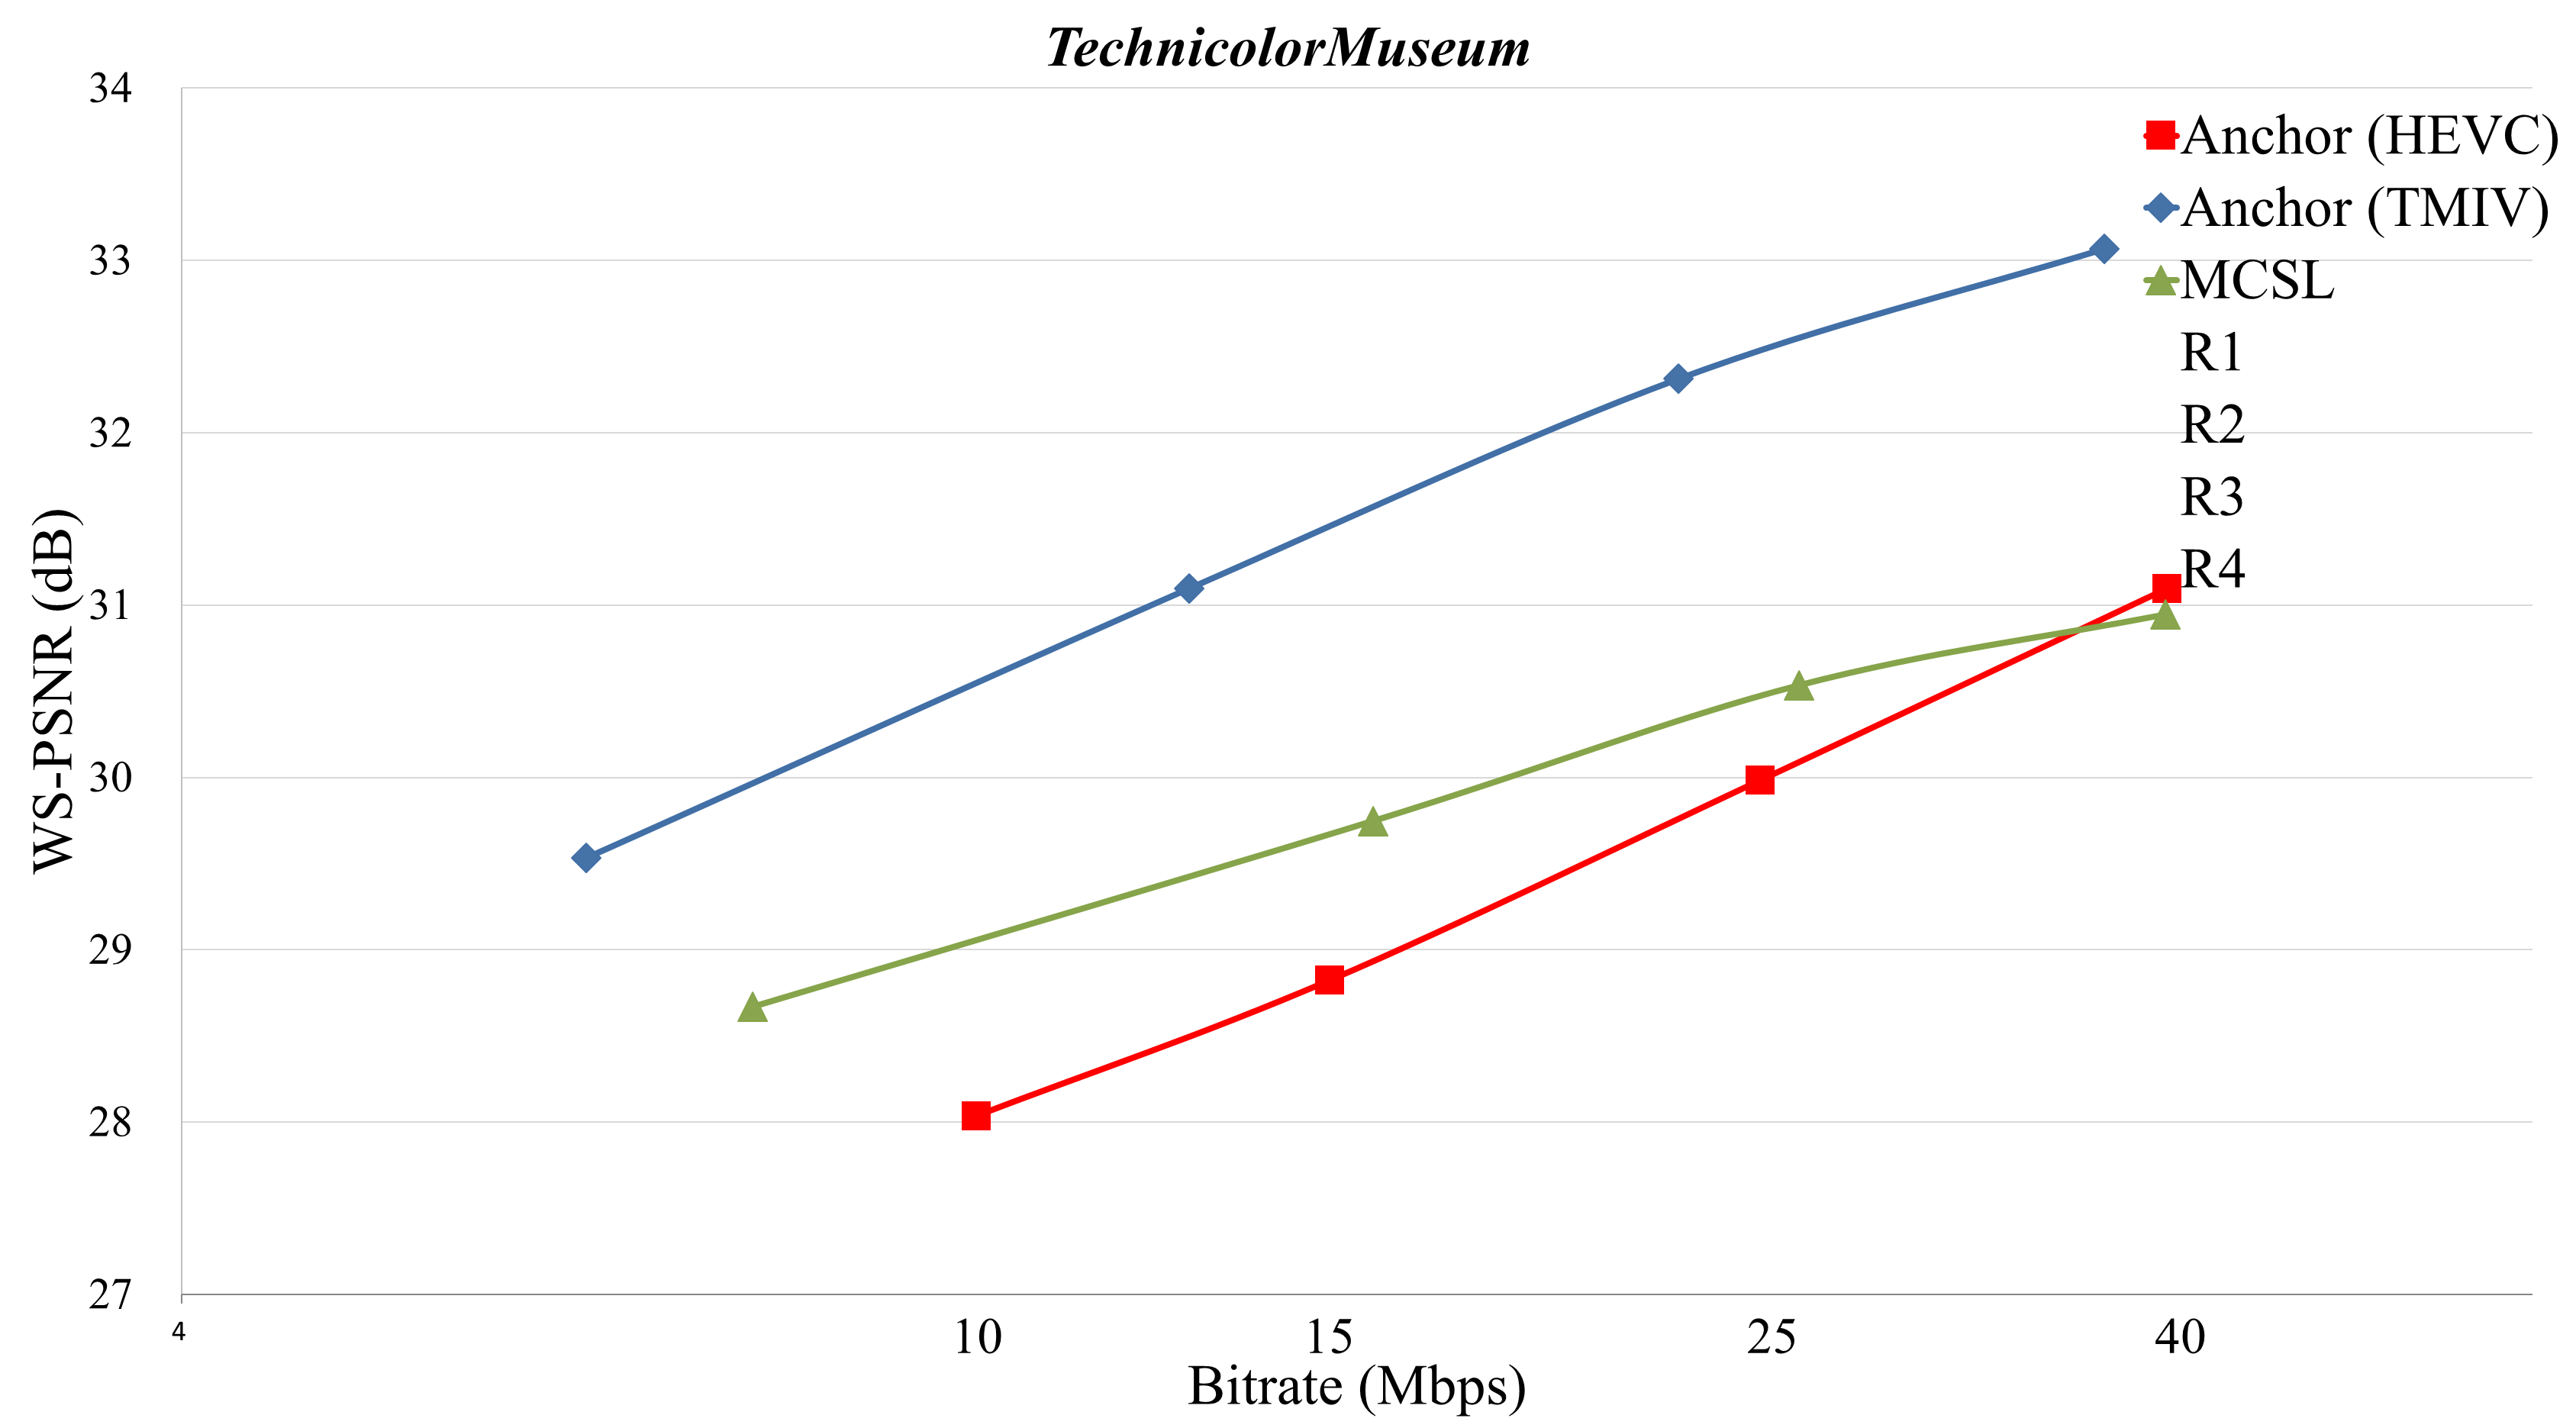 TechnicolorMuseum
34
33
32
31
30
29
28
27
WS-PSNR (dB)
Anchor (HEVC)
Anchor (TMIV)
MCSL
R1
R2
R3
R4
4 10 15 25 40
Bitrate (Mbps)